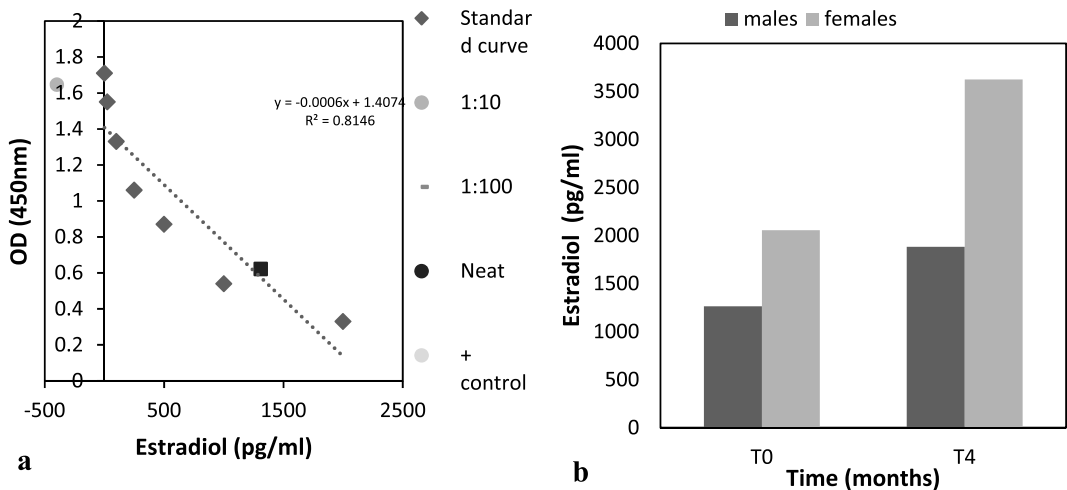 2
1.8
1.6
1.4
1.2
1
0.8
0.6
0.4
0.2
0
-500
500
1500
2500
OD (450nm)
Estradiol (pg/ml)
y = -0.0006x + 1.4074
R² = 0.8146
Standar
d curve
1:10
1:100
Neat
+
control
a
males
females
4000
3500
3000
2500
2000
1500
1000
500
0
Estradiol (pg/ml)
T0
T4
Time (months)
b